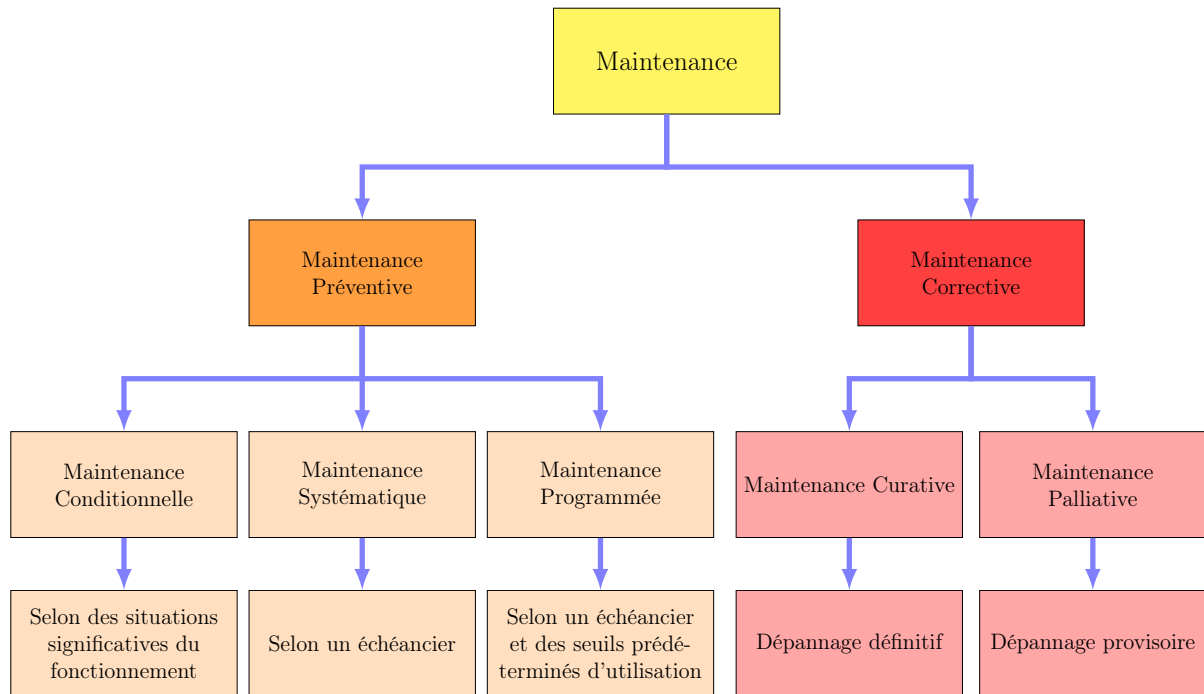 Maintenance
Maintenance
Préventive
Maintenance
Corrective
Maintenance
Conditionnelle
Maintenance
Systématique
Maintenance
Programmée
Maintenance Curative
Maintenance
Palliative
Selon des situations
significatives du
fonctionnement
Selon un échéancier
Selon un échéancier
et des seuils prédé-
terminés d'utilisation
Dépannage définitif
Dépannage provisoire